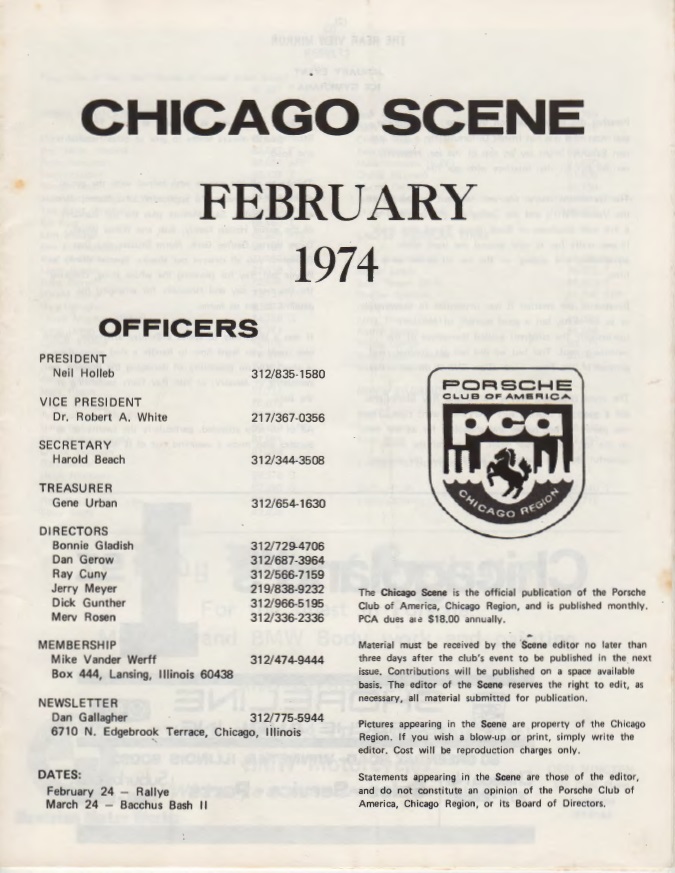 CHICAGO SCENE
FEBRUARY
1974
OFFICERS
PRESIDENT
Neil Holleb 312/835-1580
VICE PRESIDENT
Dr. Robert A. White 217/367-0356
SECRETARY
Harold Beach 312/344-3508
TREASURER
Gene Urban 312/654-1630
DIRECTORS
Bonnie Gladish 312/729-4706
Dan Gerow 312/687-3964
Ray Cuny 312/566-7159
Jerry Meyer 219/838-9232
Dick Gunther 312/966-5195
Merv Rosen 312/336-2336
MEMBERSHIP
Mike Vander Werff 312/474-9444
Box 444, Lansing, Illinois 60438
NEWSLETTER
Dan Gallagher 312/775-5944
6710 N. Edgebrook Terrace, Chicago, Illinois
DATES:
February 24 — Rallye
March 24 — Bacchus Bash II
PORSCHE
CLUB OF AMERICA
pca
CHICAGO REGION
The Chicago Scene is the official publication of the Porsche
Club of America, Chicago Region, and is published monthly.
PCA dues are $18.00 annually.
Material must be received by the Scene editor no later than
three days after the club's event to be published in the next
issue. Contributions will be published on a space available
basis. The editor of the Scene reserves the right to edit, as
necessary, all material submitted for publication.
Pictures appearing in the Scene are property of the Chicago
Region. If you wish a blow-up or print, simply write the
editor. Cost will be reproduction charges only.
Statements appearing in the Scene are those of the editor,
and do not constitute an opinion of the Porsche Club of
America, Chicago Region, or its Board of Directors.